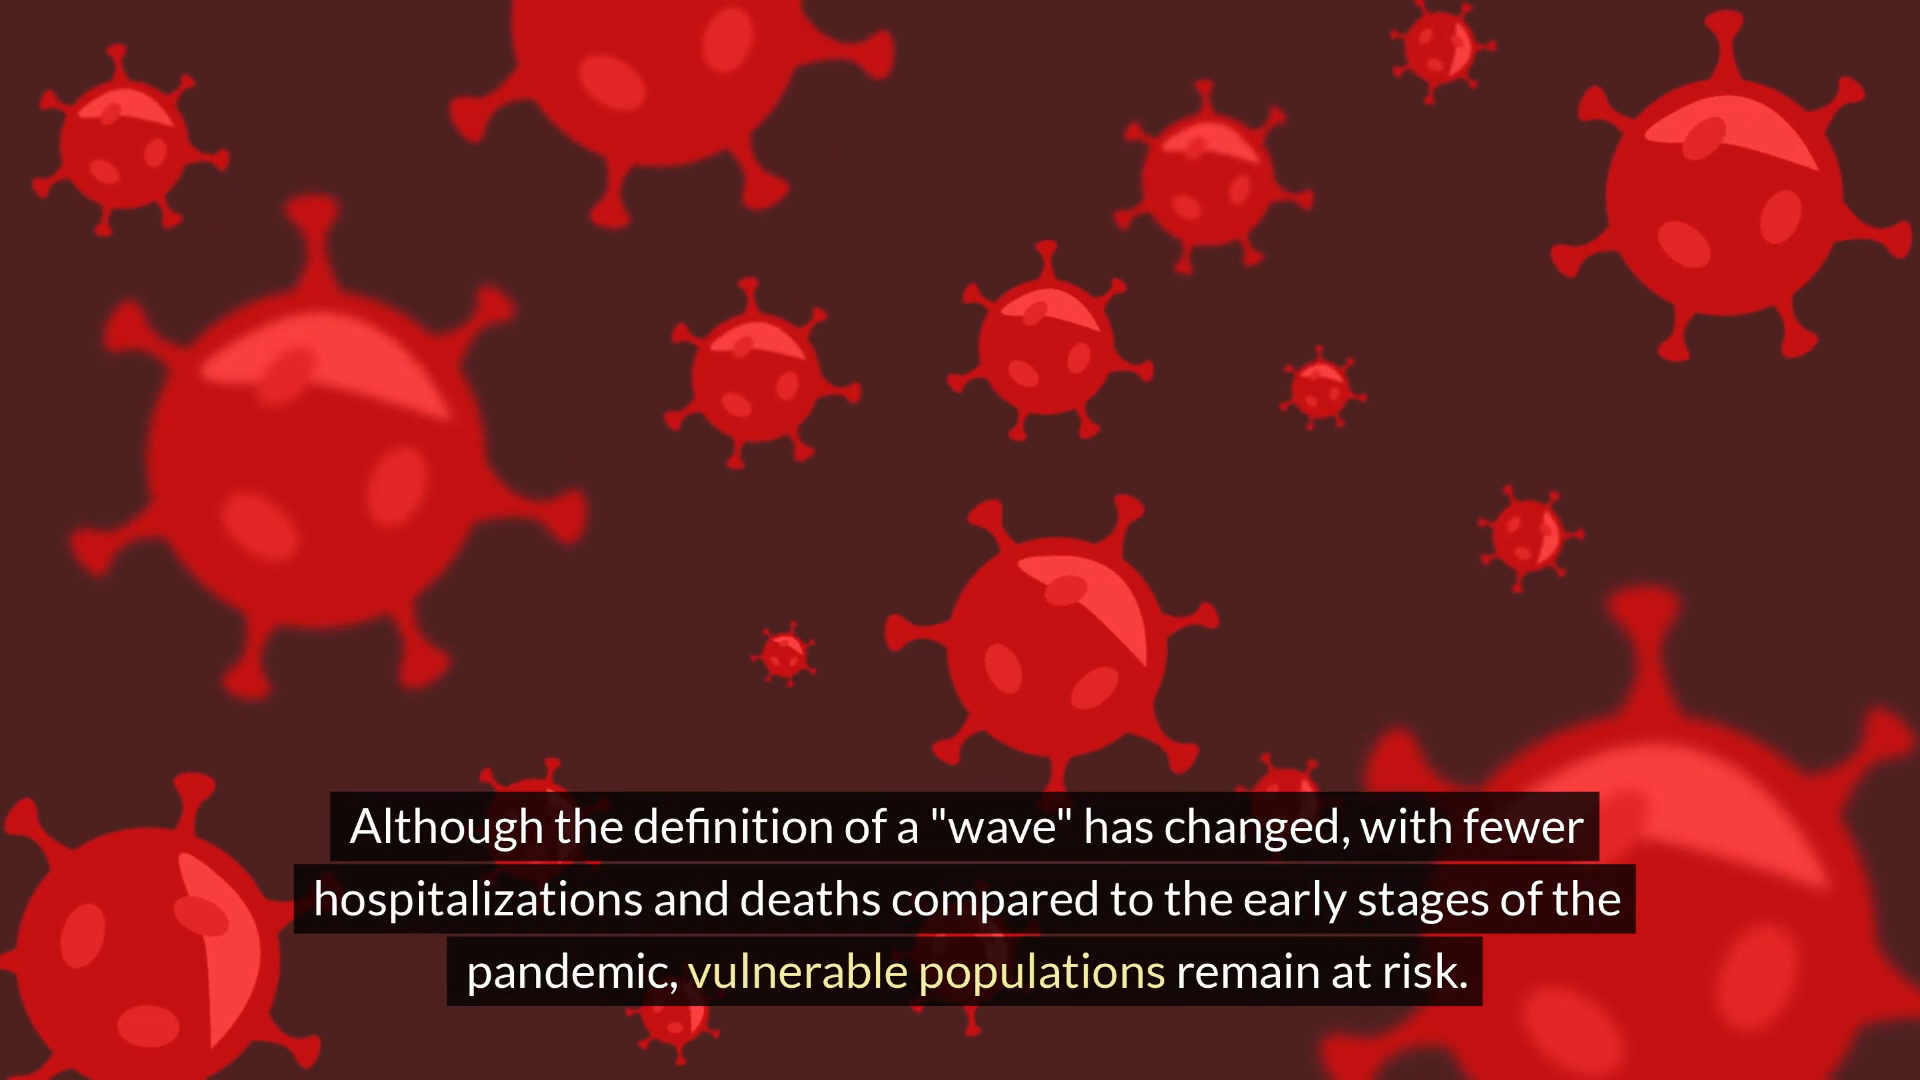 Although the definition of a "wave" has changed, with fewer
hospitalizations and deaths compared to the early stages of the
pandemic, vulnerable populations remain at risk.